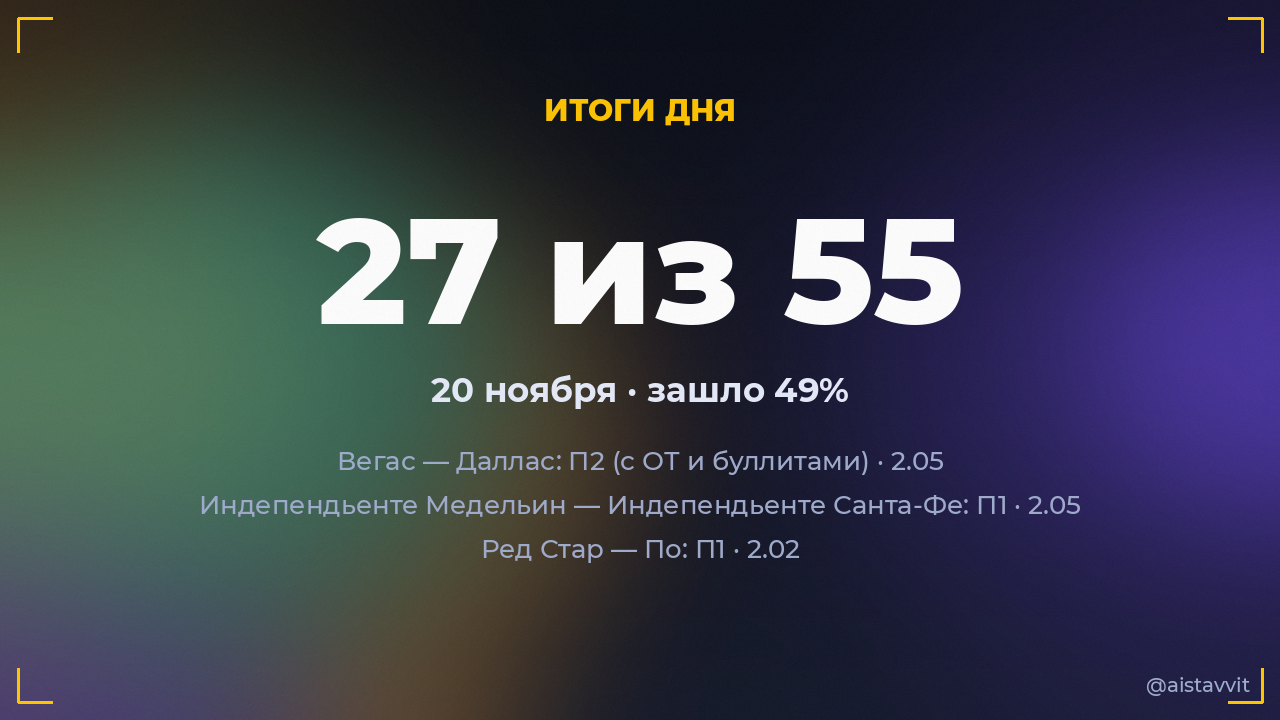 ИТОГИ ДНЯ
27 из 55
20 ноября · зашло 49%
Вегас — Даллас: П2 (с ОТ и буллитами) · 2.05
Индепендьенте Медельин — Индепендьенте Санта-Фе: П1 · 2.05
Ред Стар — По: П1 · 2.02
@aistavvit